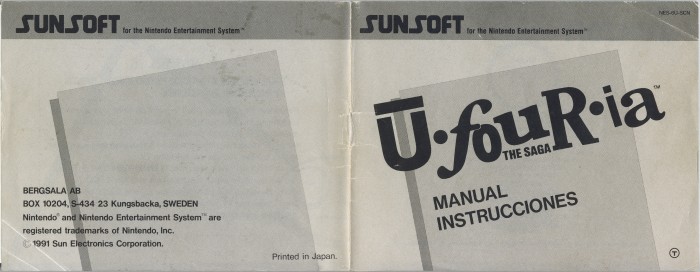 SUNSOFT for the Nintendo Entertainment System™
BERGSALA AB
BOX 10204, S-434 23 Kungsbacka, SWEDEN
Nintendo® and Nintendo Entertainment System™ are
registered trademarks of Nintendo, Inc.
© 1991 Sun Electronics Corporation.
Printed in Japan.
NES-6U-SCN
SUNSOFT for the Nintendo Entertainment System™
Ū·fouR·ia™
THE SAGA
MANUAL
INSTRUCCIONES
T